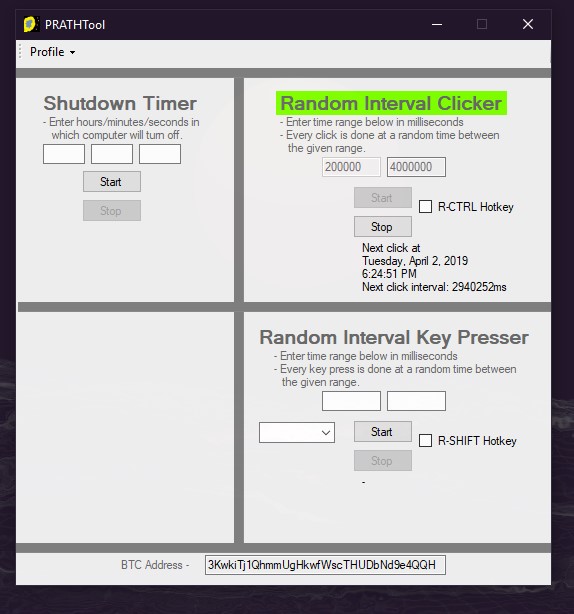 PRATHTool
Profile
Shutdown Timer
- Enter hours/minutes/seconds in
which computer will turn off.
Start
Stop
Random Interval Clicker
- Enter time range below in milliseconds
- Every click is done at a random time between
the given range.
200000 4000000
Start
R-CTRL Hotkey
Stop
Next click at
Tuesday, April 2, 2019
6:24:51 PM
Next click interval: 2940252ms
Random Interval Key Presser
- Enter time range below in milliseconds
- Every key press is done at a random time between
the given range.
Start
R-SHIFT Hotkey
Stop
-
BTC Address - 3KwkiTj1QhmmUgHkwfWscTHUDbNd9e4QQH